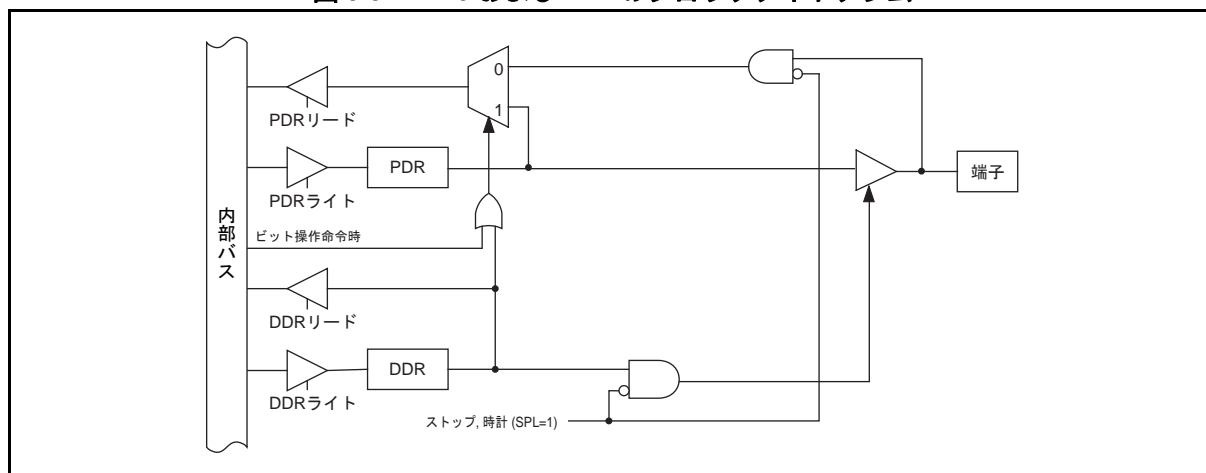 0
1
PDRリード
PDR
PDRライト
端子
内部バス
ビット操作命令時
DDRリード
DDR
DDRライト
ストップ, 時計 (SPL=1)